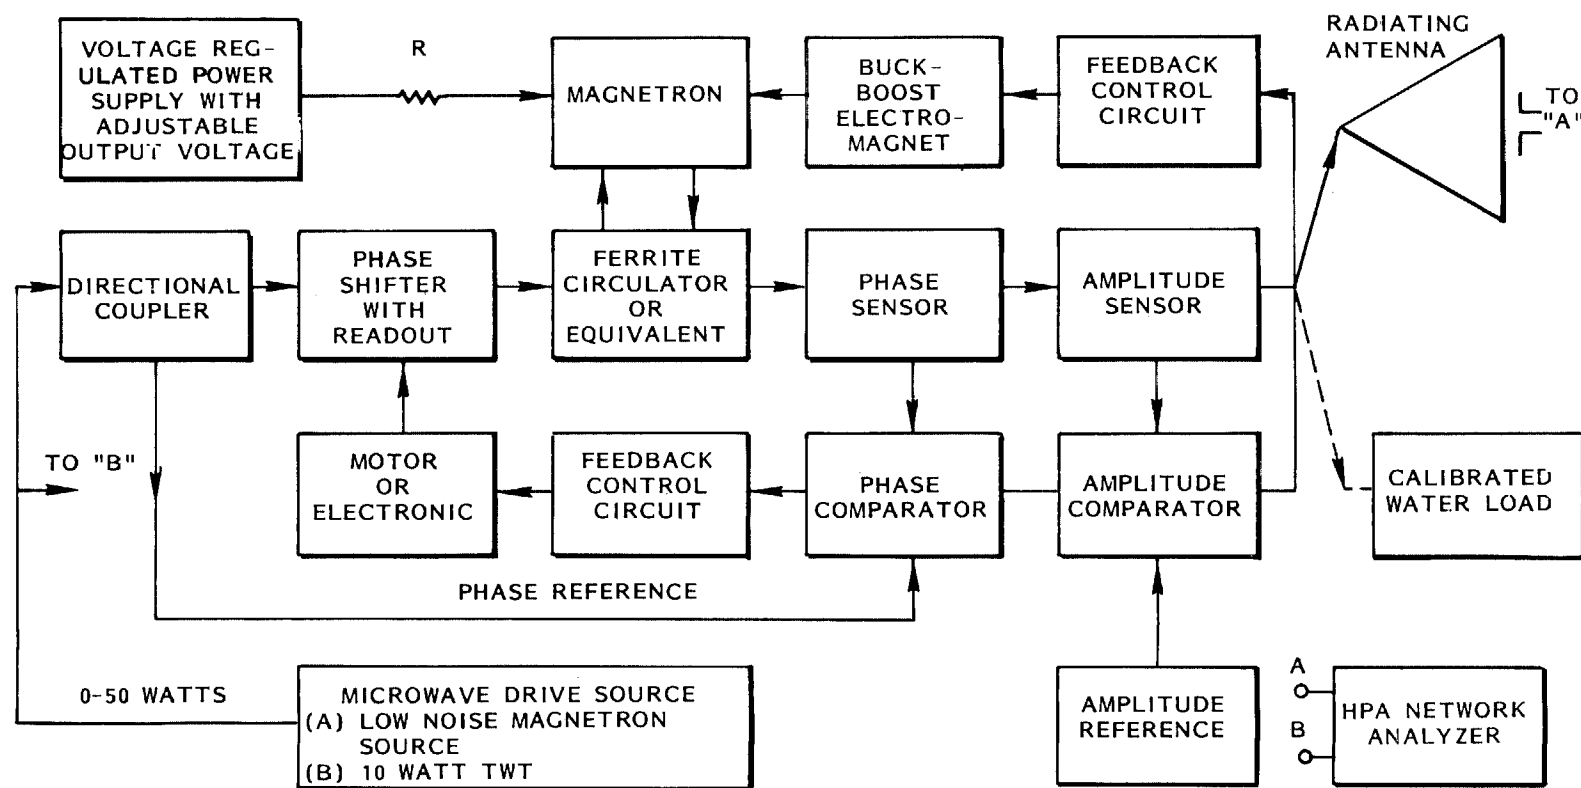 VOLTAGE REG-
ULATED POWER
SUPPLY WITH
ADJUSTABLE
OUTPUT VOLTAGE
R
MAGNETRON
BUCK-
BOOST
ELECTRO-
MAGNET
FEEDBACK
CONTROL
CIRCUIT
RADIATING
ANTENNA
TO
"A"
DIRECTIONAL
COUPLER
PHASE
SHIFTER
WITH
READOUT
FERRITE
CIRCULATOR
OR
EQUIVALENT
PHASE
SENSOR
AMPLITUDE
SENSOR
TO "B"
MOTOR
OR
ELECTRONIC
FEEDBACK
CONTROL
CIRCUIT
PHASE
COMPARATOR
AMPLITUDE
COMPARATOR
CALIBRATED
WATER LOAD
PHASE REFERENCE
0-50 WATTS
MICROWAVE DRIVE SOURCE
(A) LOW NOISE MAGNETRON
SOURCE
(B) 10 WATT TWT
AMPLITUDE
REFERENCE
A
B
HPA NETWORK
ANALYZER